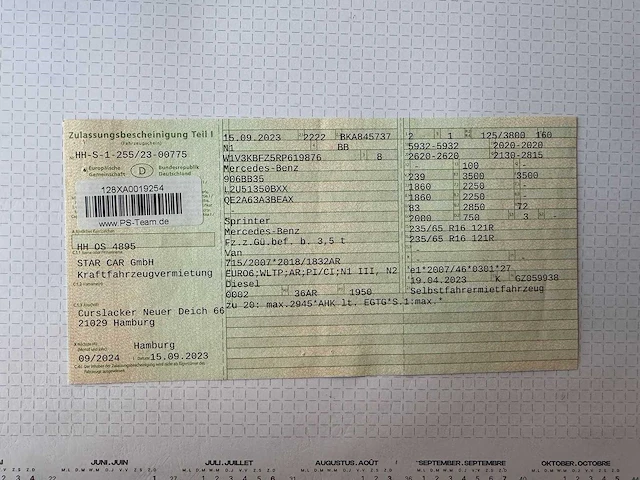 Zulassungsbescheinigung Teil I
(Fahrzeugschein)
HH-S-1-255/23-00775
Europäische Gemeinschaft D Bundesrepublik Deutschland
128XA0019254
www.PS-Team.de
HH OS 4895
STAR CAR GmbH
Kraftfahrzeugvermietung
Curslacker Neuer Deich 66
21029 Hamburg
Hamburg
09/2024 15.09.2023
15.09.2023 2222 BKA845737
N1 BB
W1V3KBFZ5RP619876 8
Mercedes-Benz
906BB35
L2U51350BXX
QE2A63A3BEAX
Sprinter
Mercedes-Benz
Fz.z.Gü.bef. b. 3,5 t
Van
715/2007*2018/1832AR
EURO6;WLTP;AR;PI/CI;N1 III, N2
Diesel
0002 36AR 1950
zu 20: max.2945*AHK lt. EGTG*S.1:max.*
2 1 125/3800 160
5932-5932 2020-2020
2620-2620 2130-2815
- 100 -
239 3500 3500
1860 2250 -
1860 2250 -
83 2850 72
2000 750 3 -
235/65 R16 121R
235/65 R16 121R
e1*2007/46*0301*27
19.04.2023 K GZ059938
Selbstfahrermietfahrzeug
JUNI.JUIN JULI.JUILLET AUGUSTUS.AOÛT SEPTEMBER.SEPTEMBRE OKTOBER.OCTOBRE